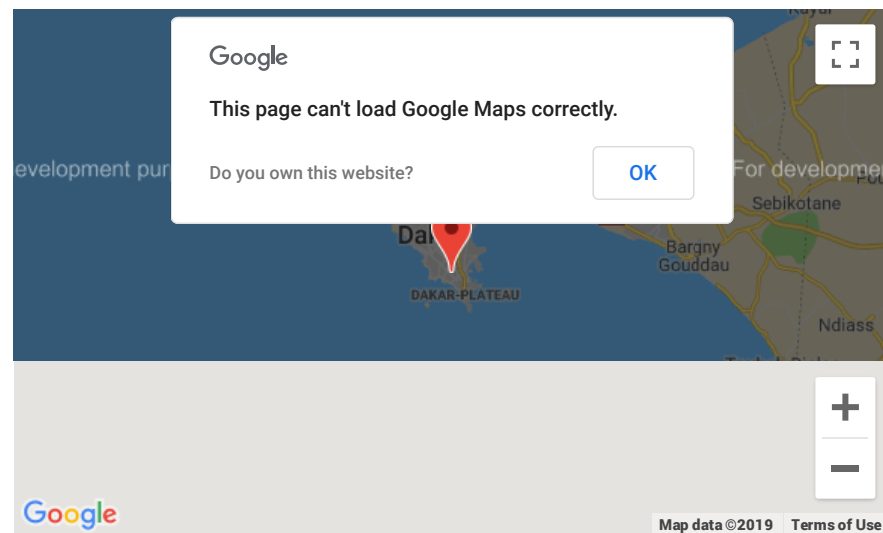 Google
This page can't load Google Maps correctly.
Do you own this website?
OK
evelopment pur
For developme
Sebikotane
Bargny
Gouddau
DAKAR-PLATEAU
Ndiass
Google
Map data ©2019 Terms of Use